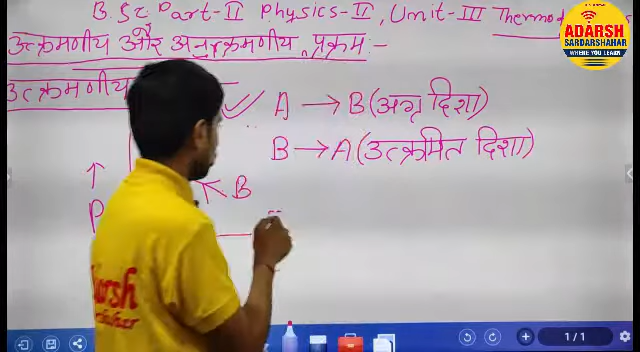 B.Sc Part-II Physics-II, Unit-III
ADARSH
SARDARSHAHAR
WHERE YOU LEARN
उत्क्रमणीय और अनुत्क्रमणीय प्रक्रम :-
उत्क्रमणीय
A → B (अग्र दिशा)
B → A (उत्क्रमित दिशा)
B
P
1/1